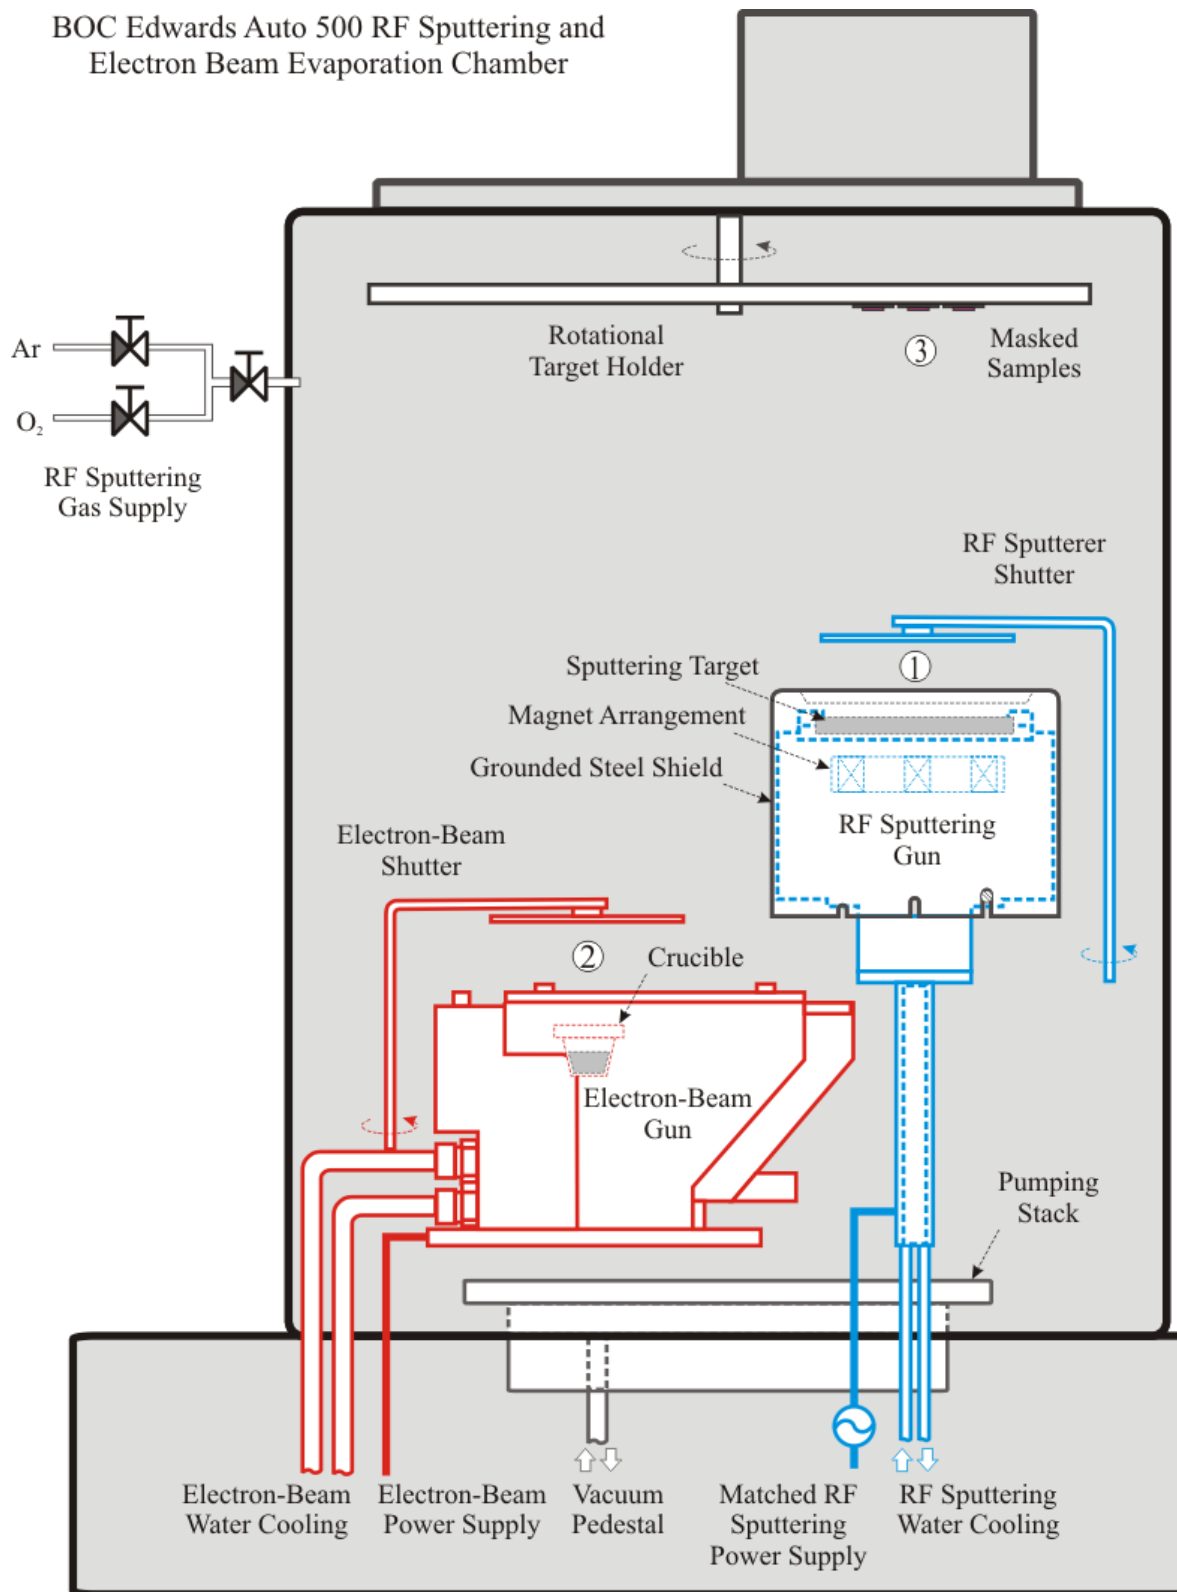 BOC Edwards Auto 500 RF Sputtering and
Electron Beam Evaporation Chamber
Ar
O₂
RF Sputtering
Gas Supply
Rotational
Target Holder
③
Masked
Samples
RF Sputterer
Shutter
①
Sputtering Target
Magnet Arrangement
Grounded Steel Shield
RF Sputtering
Gun
Electron-Beam
Shutter
②
Crucible
Electron-Beam
Gun
Pumping
Stack
Electron-Beam
Water Cooling
Electron-Beam
Power Supply
Vacuum
Pedestal
Matched RF
Sputtering
Power Supply
RF Sputtering
Water Cooling